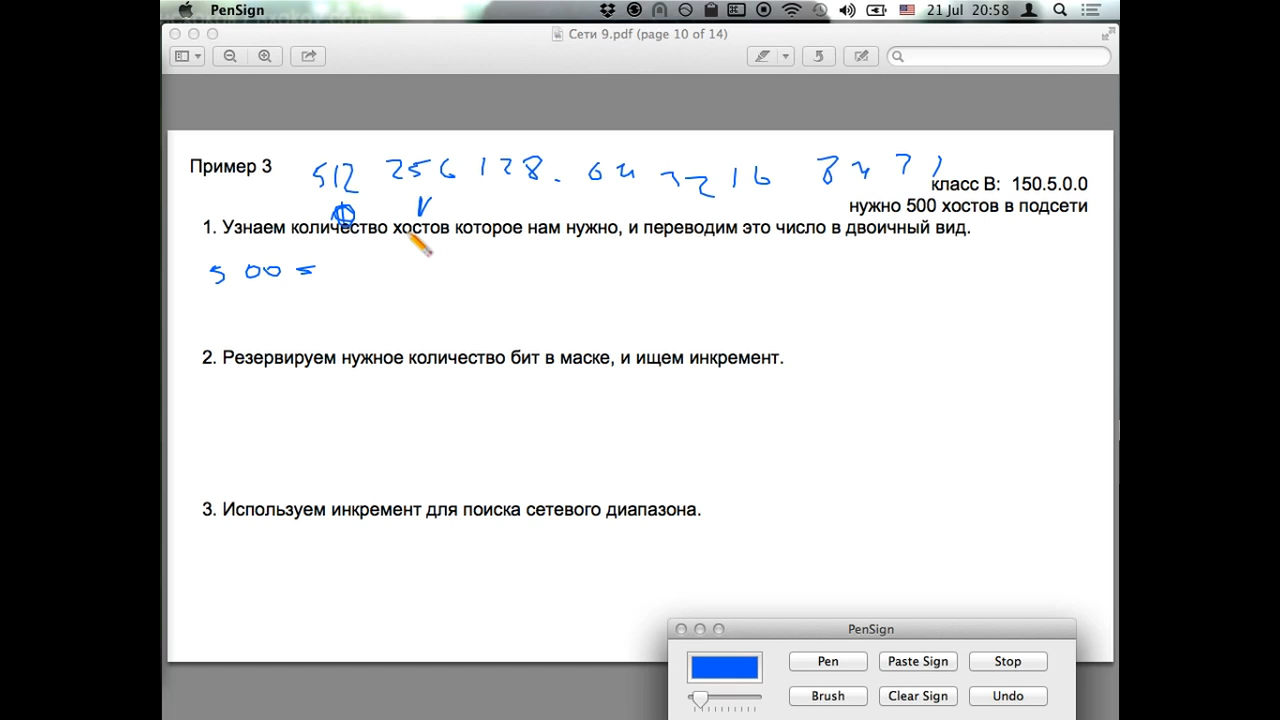 PenSign
21 Jul 20:58
Сети 9.pdf (page 10 of 14)
Пример 3
512 256 128 . 64 32 16 8 4 2 1
класс B: 150.5.0.0
нужно 500 хостов в подсети
1. Узнаем количество хостов которое нам нужно, и переводим это число в двоичный вид.
500 =
2. Резервируем нужное количество бит в маске, и ищем инкремент.
3. Используем инкремент для поиска сетевого диапазона.
PenSign
Pen
Paste Sign
Stop
Brush
Clear Sign
Undo